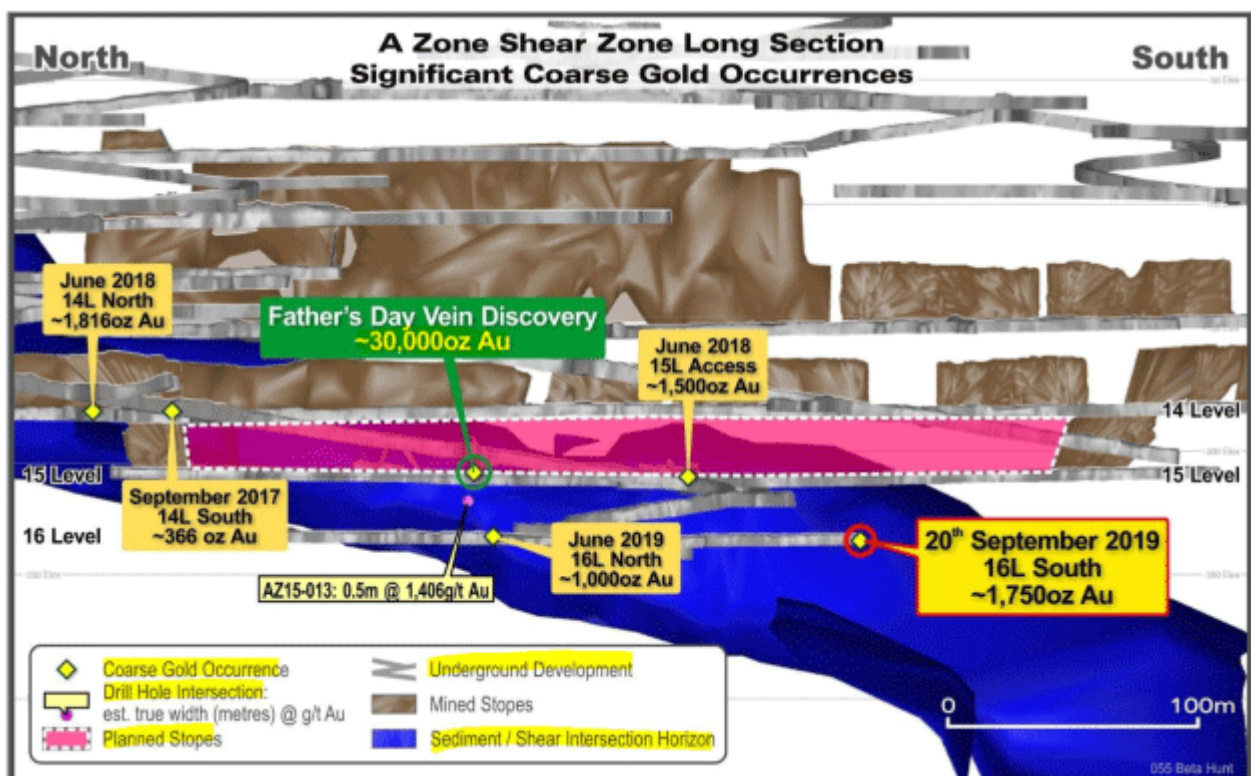 North
A Zone Shear Zone Long Section
Significant Coarse Gold Occurrences
South
June 2018
14L North
~1,816oz Au
Father's Day Vein Discovery
~30,000oz Au
June 2018
15L Access
~1,500oz Au
14 Level
15 Level
15 Level
September 2017
14L South
~366 oz Au
16 Level
June 2019
16L North
~1,000oz Au
20th September 2019
16L South
~1,750oz Au
AZ15-013: 0.5m @ 1,406g/t Au
Coarse Gold Occurrence
Drill Hole Intersection:
est. true width (metres) @ g/t Au
Planned Stopes
Underground Development
Mined Stopes
Sediment / Shear Intersection Horizon
0 100m
055 Beta Hunt